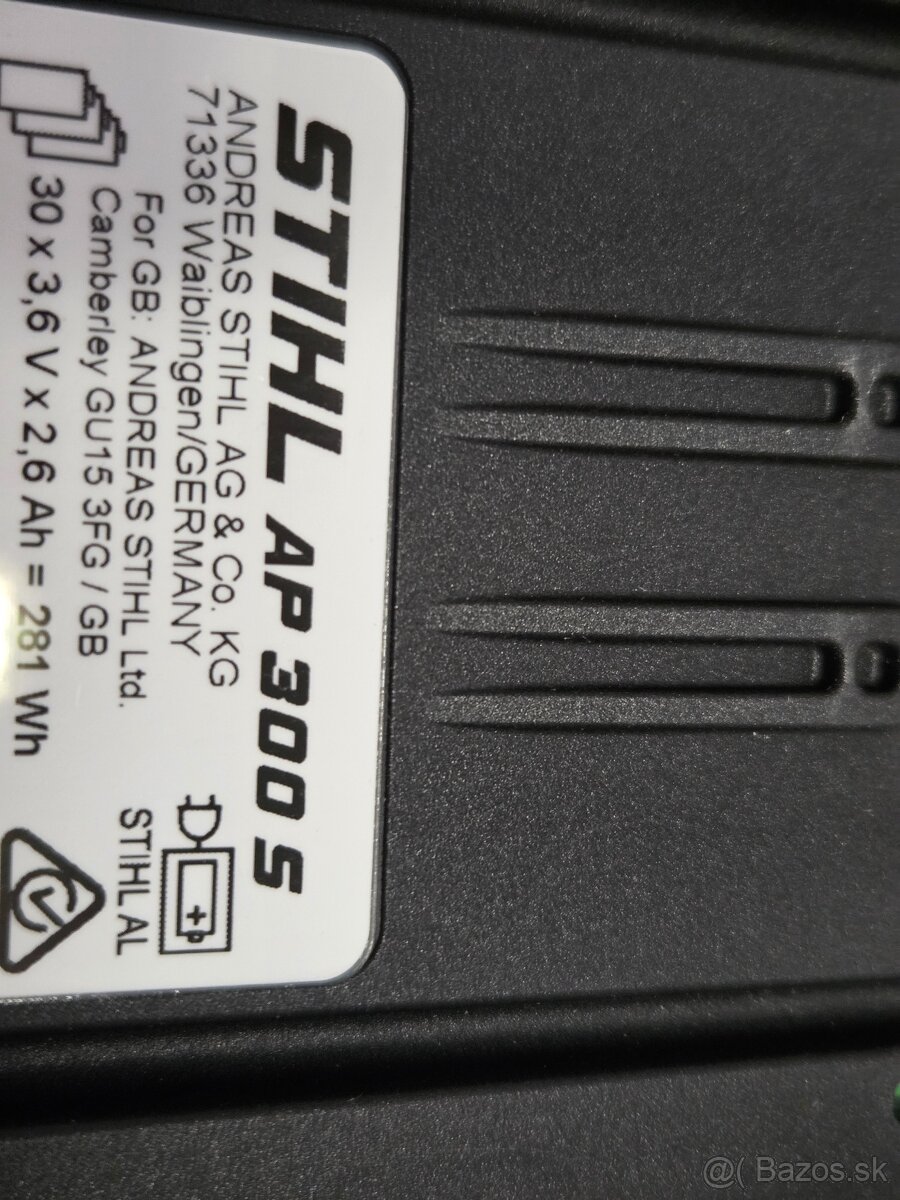 STIHL AP 300 S
ANDREAS STIHL AG & Co. KG
71336 Waiblingen/GERMANY
For GB: ANDREAS STIHL Ltd.
Camberley GU15 3FG / GB
30 x 3,6 V x 2,6 Ah = 281 Wh
STIHL AL
@( Bazos.sk